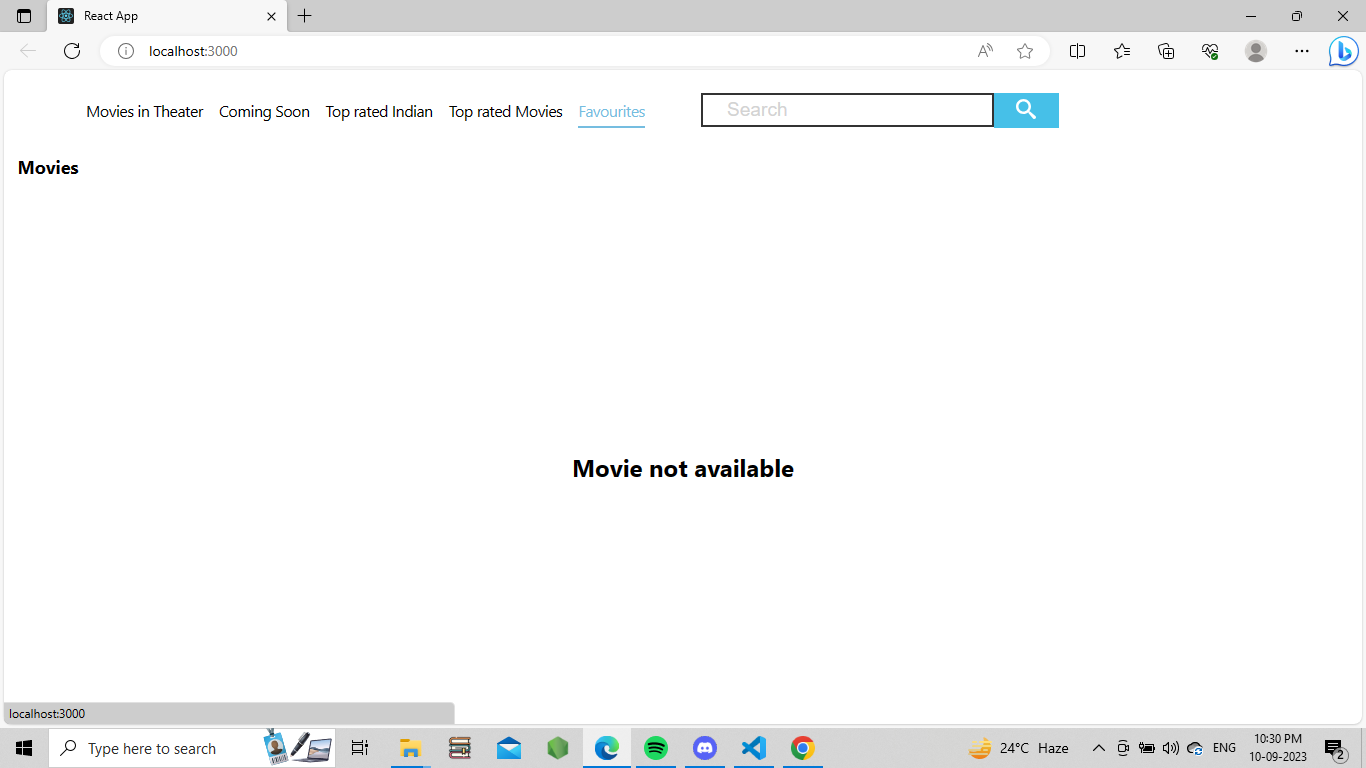 React App
localhost:3000
Movies in Theater Coming Soon Top rated Indian Top rated Movies Favourites Search
Movies
Movie not available
localhost:3000
Type here to search 24°C Haze ENG 10:30 PM
10-09-2023 2